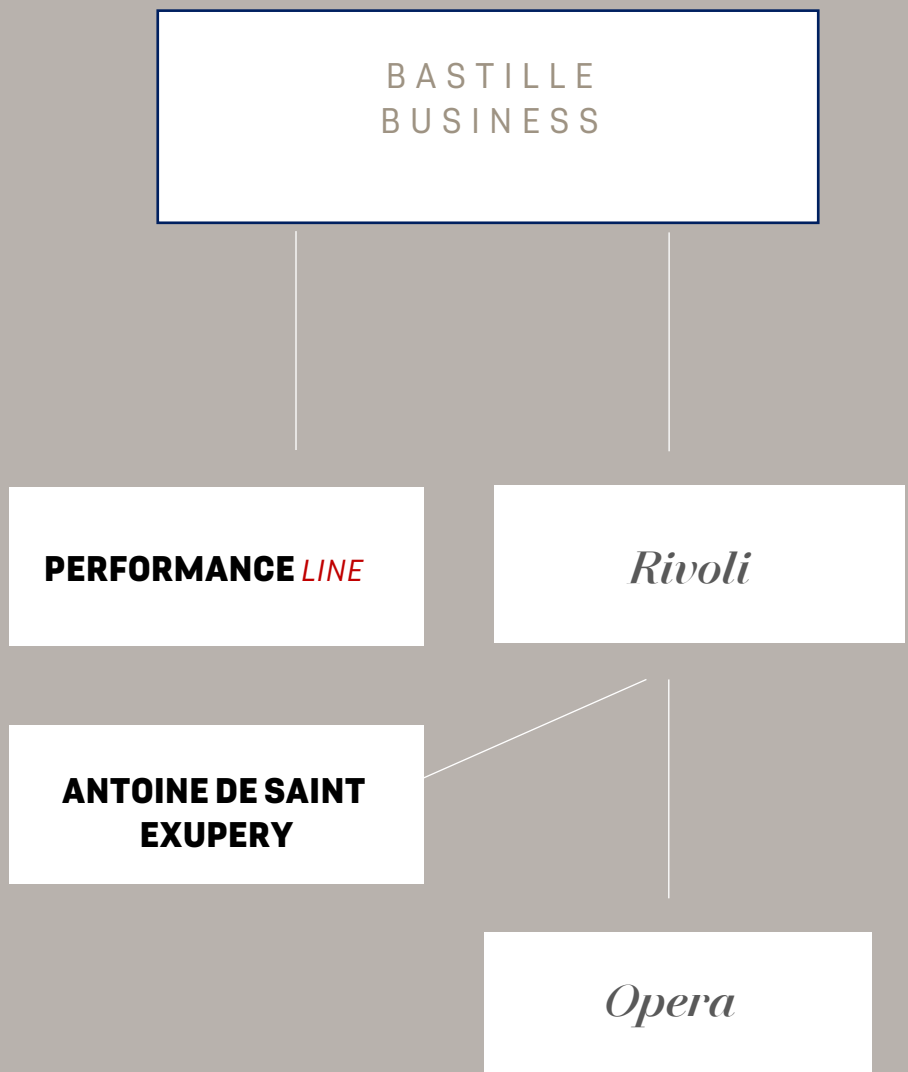 BASTILLE
BUSINESS
PERFORMANCE LINE
Rivoli
ANTOINE DE SAINT
EXUPERY
Opera